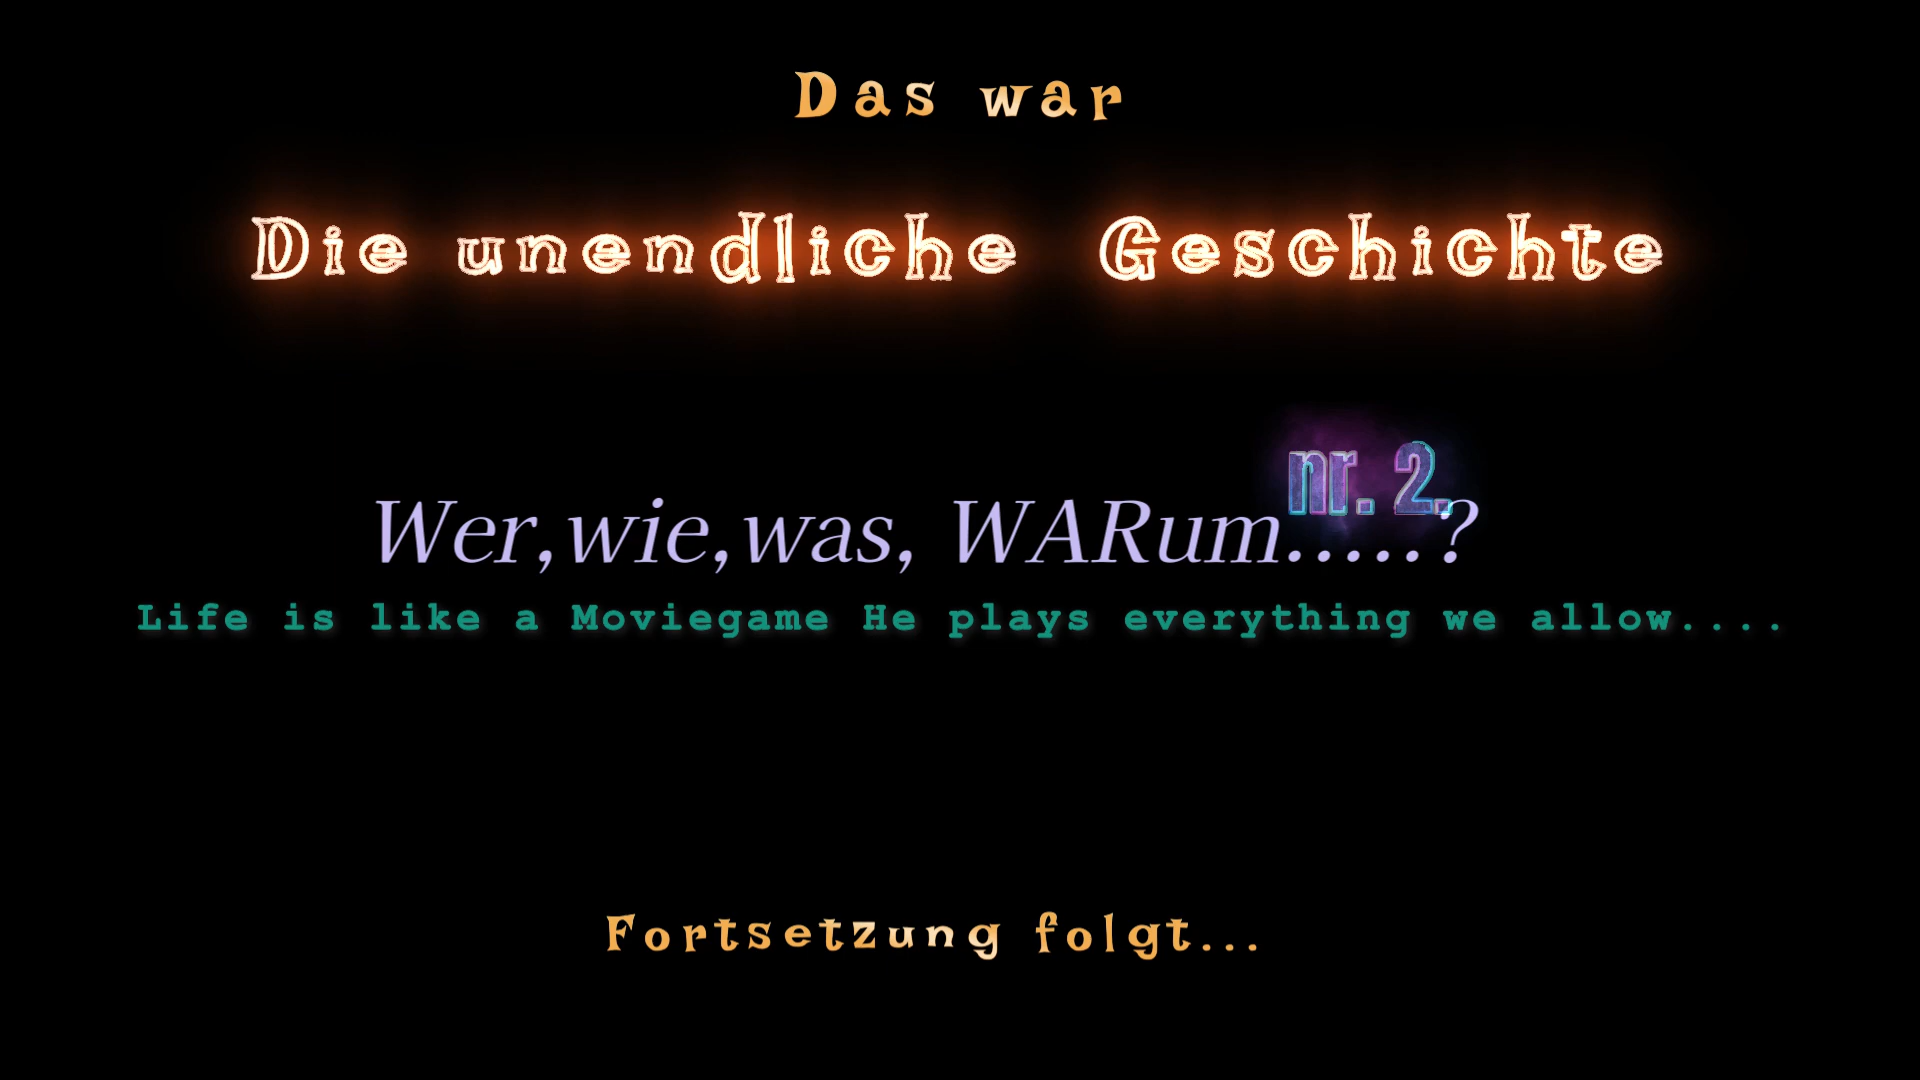 Das war
Die unendliche Geschichte
nr. 2.
Wer,wie,was, WARum.....?
Life is like a Moviegame He plays everything we allow....
Fortsetzung folgt...